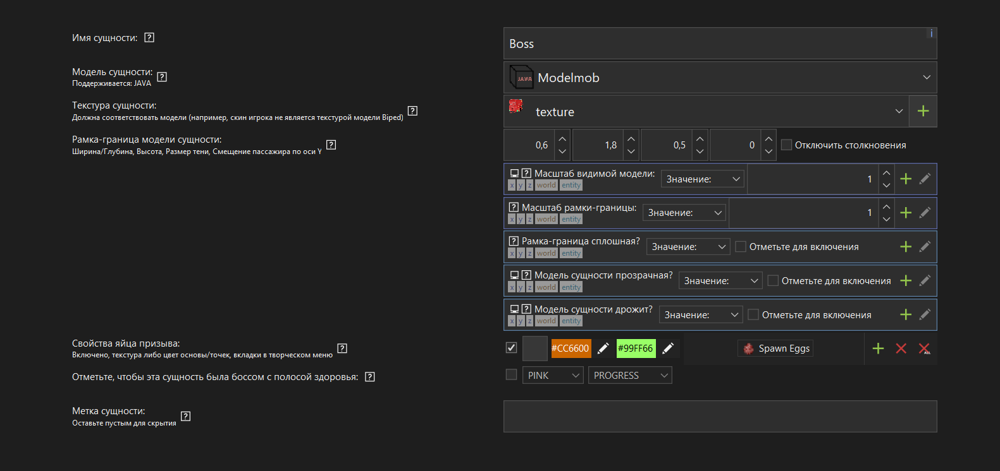 Имя сущности: ?
Boss
i
Модель сущности:
Поддерживается: JAVA ?
JAVA Modelmob
Текстура сущности:
Должна соответствовать модели (например, скин игрока не является текстурой модели Biped) ?
texture
Рамка-граница модели сущности:
Ширина/Глубина, Высота, Размер тени, Смещение пассажира по оси Y ?
0,6 1,8 0,5 0 Отключить столкновения
? Масштаб видимой модели: Значение: 1
x y z world entity
? Масштаб рамки-границы: Значение: 1
x y z world entity
? Рамка-граница сплошная? Значение: Отметьте для включения
x y z world entity
? Модель сущности прозрачная? Значение: Отметьте для включения
x y z world entity
? Модель сущности дрожит? Значение: Отметьте для включения
x y z world entity
Свойства яйца призыва:
Включено, текстура либо цвет основы/точек, вкладки в творческом меню ?
#CC6600 #99FF66 Spawn Eggs
ALL
Отметьте, чтобы эта сущность была боссом с полосой здоровья: ?
PINK PROGRESS
Метка сущности:
Оставьте пустым для скрытия ?